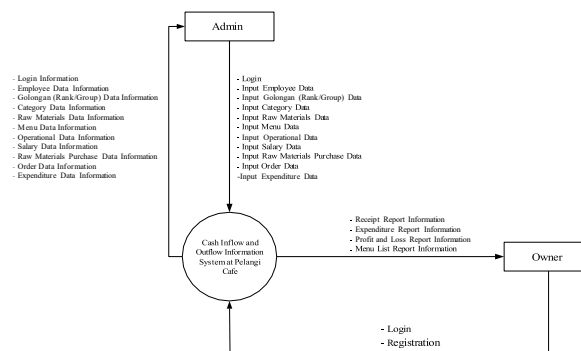 Admin
- Login Information
- Employee Data Information
- Golongan (Rank/Group) Data Information
- Category Data Information
- Raw Materials Data Information
- Menu Data Information
- Operational Data Information
- Salary Data Information
- Raw Materials Purchase Data Information
- Order Data Information
- Expenditure Data Information
- Login
- Input Employee Data
- Input Golongan (Rank/Group) Data
- Input Category Data
- Input Raw Materials Data
- Input Menu Data
- Input Operational Data
- Input Salary Data
- Input Raw Materials Purchase Data
- Input Order Data
-Input Expenditure Data
Cash Inflow and
Outflow Information
System at Pelangi
Cafe
- Receipt Report Information
- Expenditure Report Information
- Profit and Loss Report Information
- Menu List Report Information
Owner
- Login
- Registration